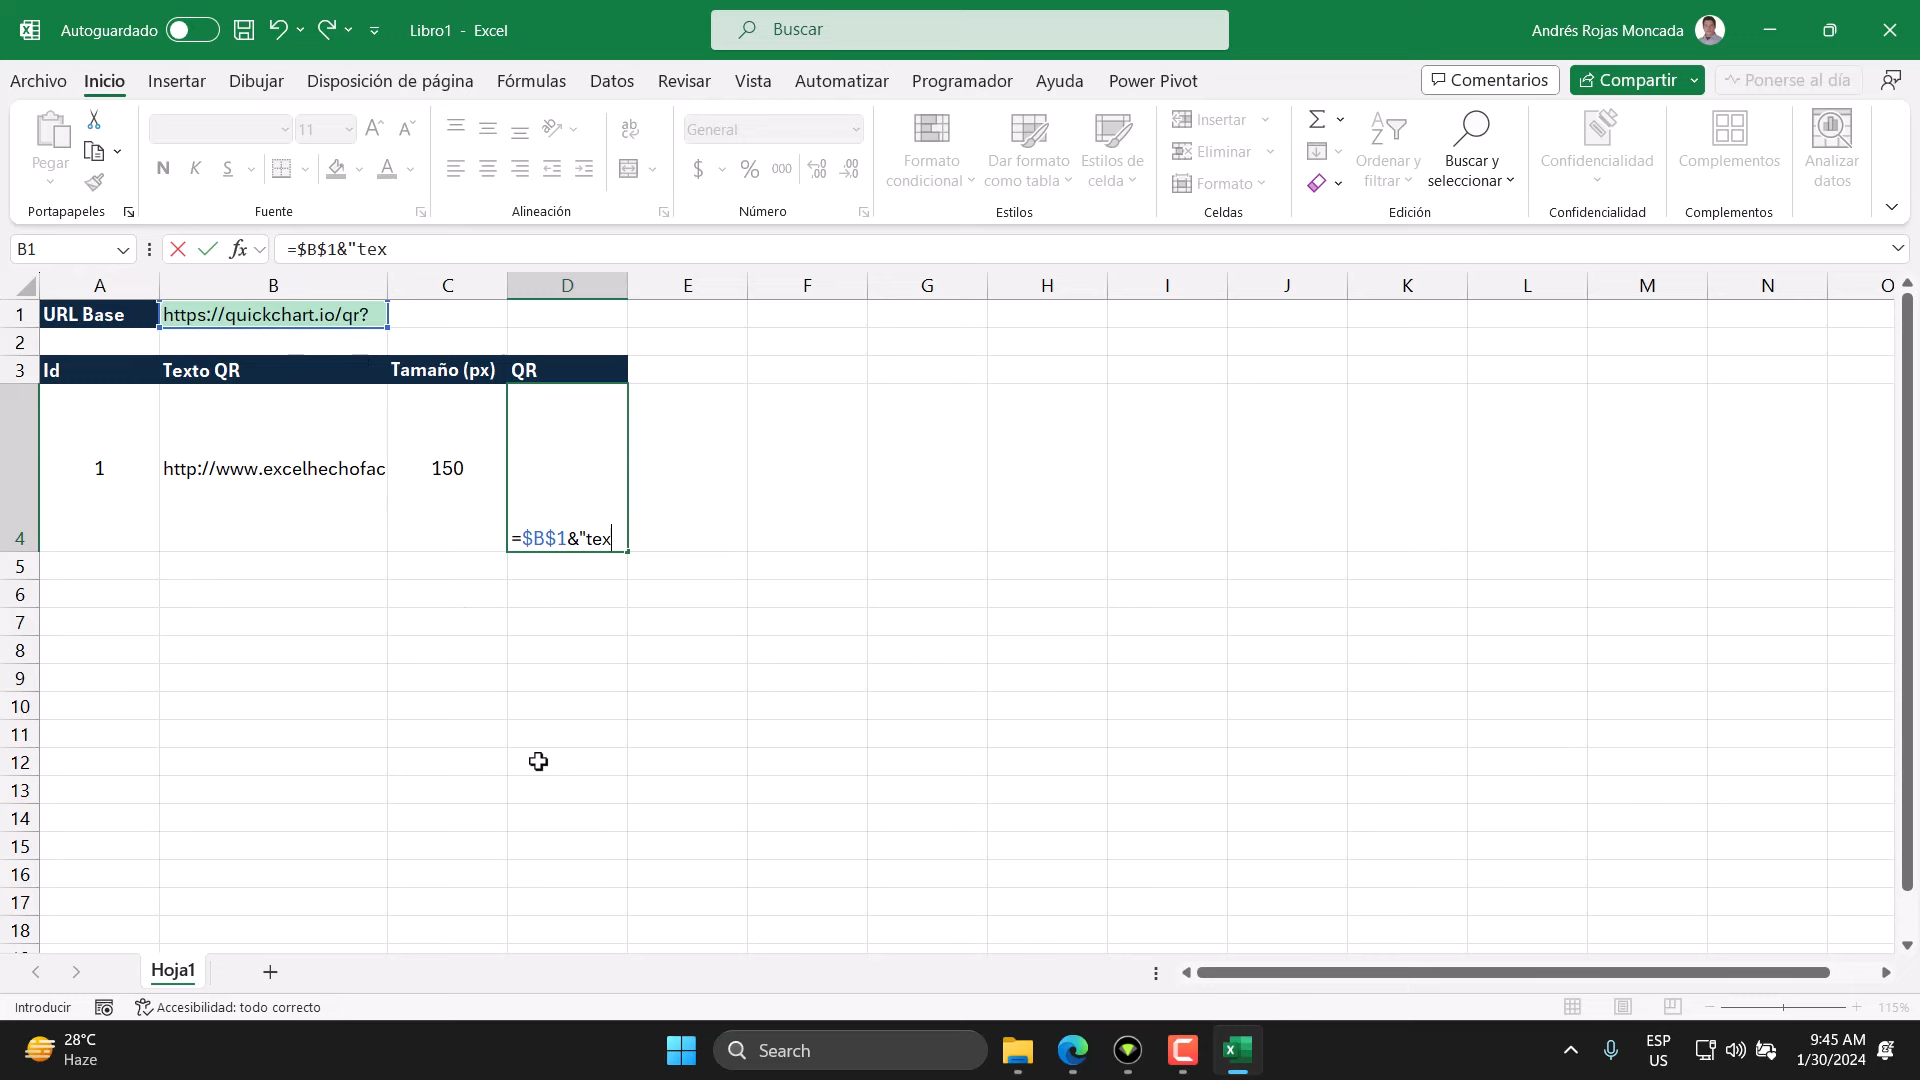 Autoguardado
Libro1 - Excel
Buscar
Andrés Rojas Moncada
Archivo Inicio Insertar Dibujar Disposición de página Fórmulas Datos Revisar Vista Automatizar Programador Ayuda Power Pivot
Comentarios Compartir Ponerse al día
Pegar
11
N K S
A
ab
General
$ % 000
Formato condicional
Dar formato como tabla
Estilos de celda
Insertar
Eliminar
Formato
Ordenar y filtrar
Buscar y seleccionar
Confidencialidad
Complementos
Analizar datos
Portapapeles Fuente Alineación Número Estilos Celdas Edición Confidencialidad Complementos
B1 fx =$B$1&"tex
A B C D E F G H I J K L M N O
1 URL Base https://quickchart.io/qr?
2
3 Id Texto QR Tamaño (px) QR
1 http://www.excelhechofac 150
4 =$B$1&"tex
5
6
7
8
9
10
11
12
13
14
15
16
17
18
Hoja1
Introducir Accesibilidad: todo correcto 115%
28°C
Haze
Search
ESP
US
9:45 AM
1/30/2024